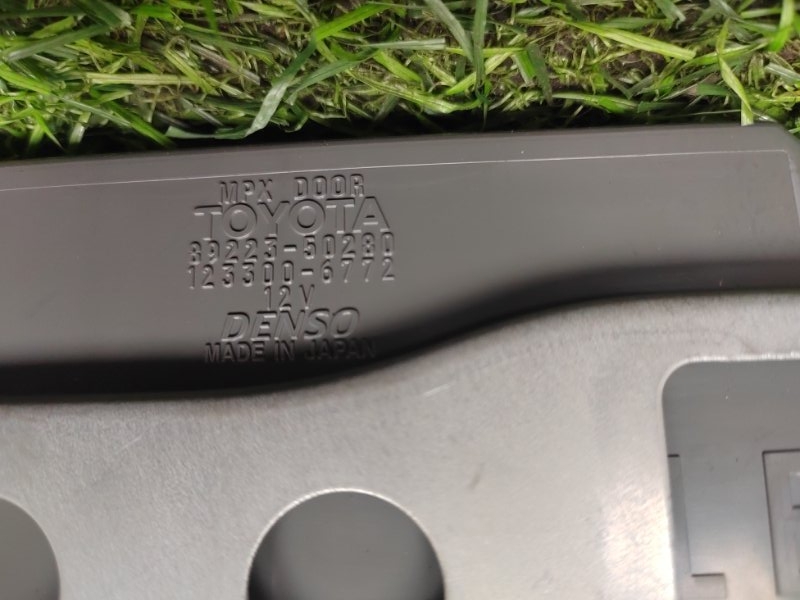 MPX DOOR
TOYOTA
89223-50280
123300-6772
12V
DENSO
MADE IN JAPAN